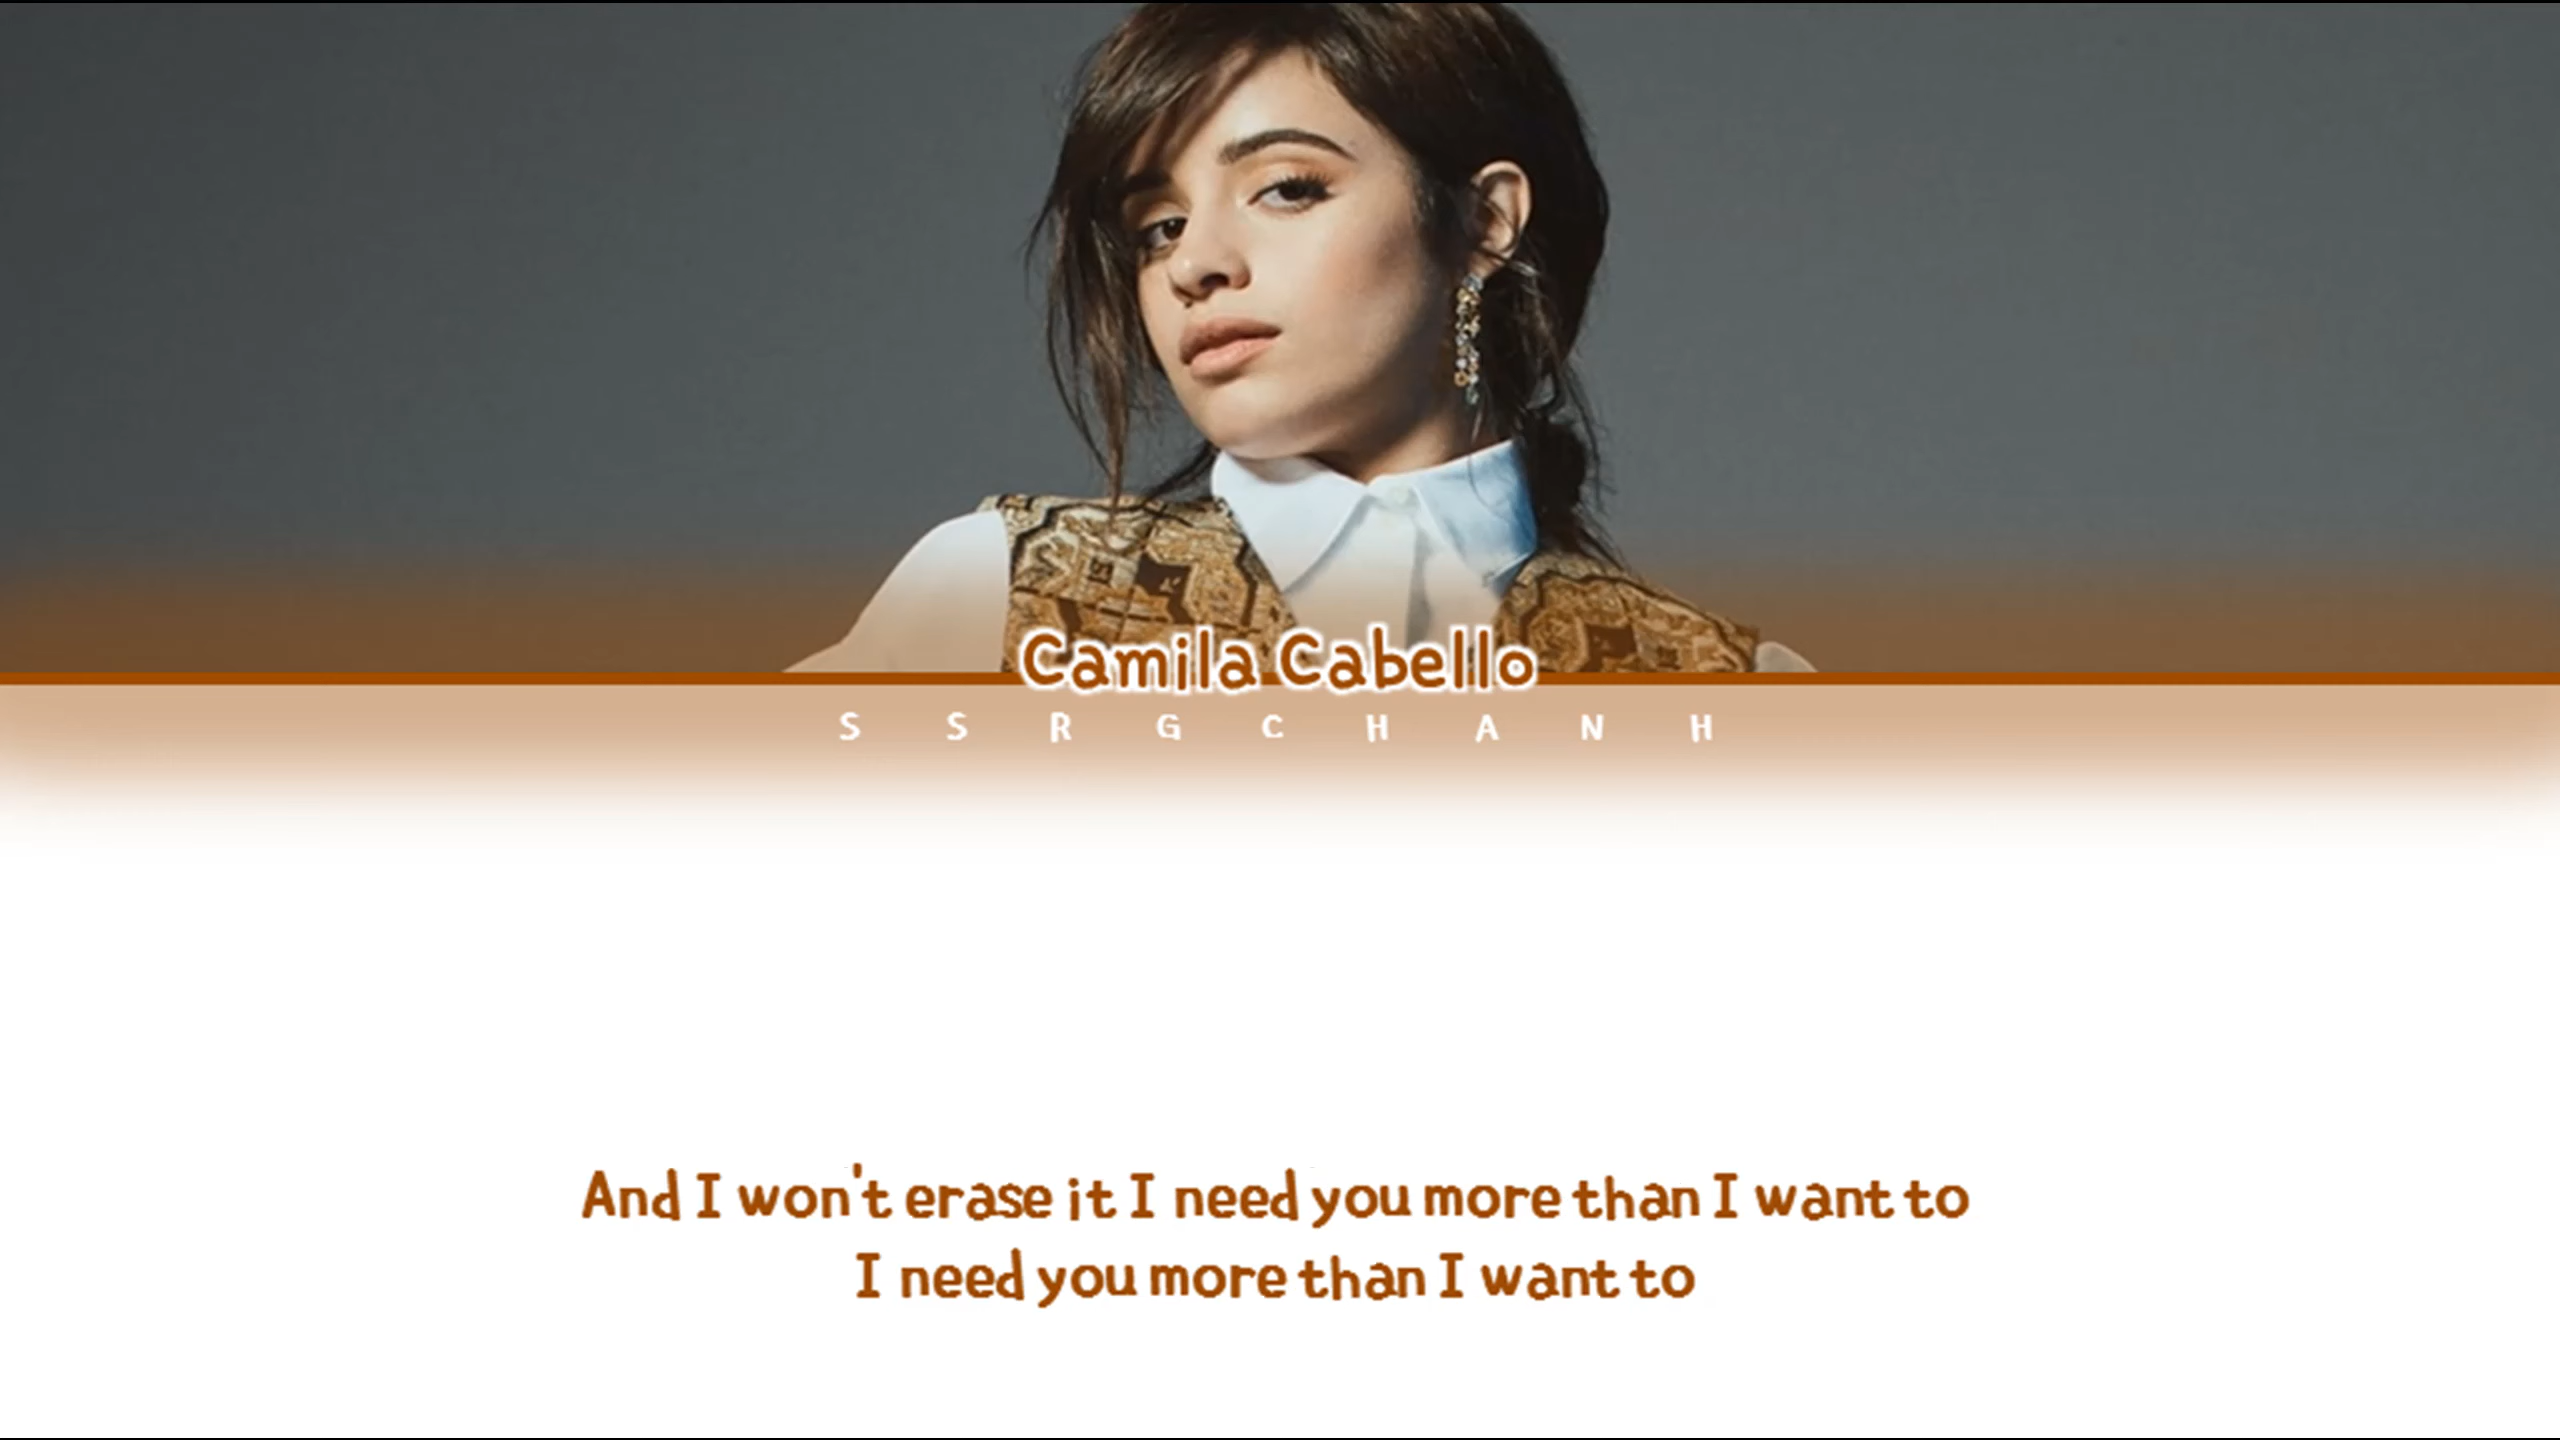 Camila Cabello
S S R G C H A N H
And I won't erase it I need you more than I want to
I need you more than I want to